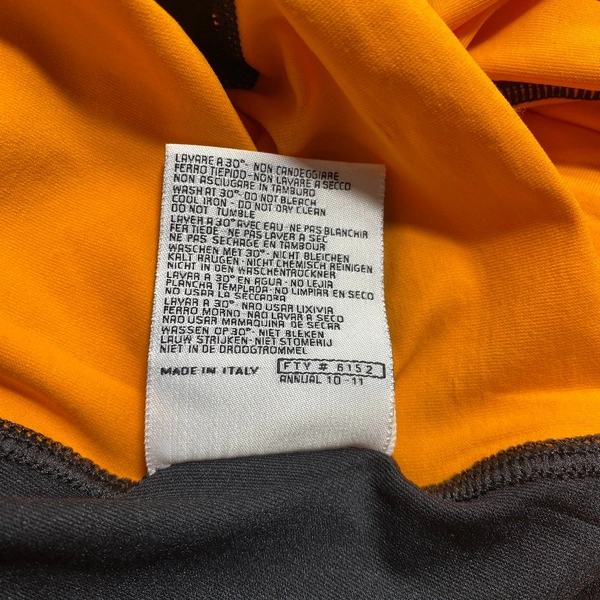 LAVARE A 30°- NON CANDEGGIARE
FERRO TIEPIDO - NON LAVARE A SECCO
NON ASCIUGARE IN TAMBURO
WASH AT 30°- DO NOT BLEACH
COOL IRON - DO NOT DRY CLEAN
DO NOT TUMBLE
LAVER A 30° AVEC EAU - NE PAS BLANCHIR
FER TIEDE - NE PAS LAVER A SEC
NE PAS SECHAGE EN TAMBOUR
WASCHEN MET 30°- NICHT BLEICHEN
KALT BRUGEN - NICHT CHEMISCH REINIGEN
NICHT IN DEN WASCHENTRUCKNER
LAVAR A 30° EN AGUA - NO LEJIA
PLANCHA TEMPLADA - NO LIMPIAR EN SECO
NO USAR LA SECCADORA
LAVAR A 30°- NAO USAR LIXIVIA
FERRO MORNO - NAO LAVAR A SECO
NAO USAR MAMAQUINA DE SECAR
WASSEN OP 30°- NIET BLEKEN
LAUW STRIJKEN - NIET STOMERIJ
NIET IN DE DROOGTROMMEL
MADE IN ITALY FTY # 6152
ANNUAL 10 - 11